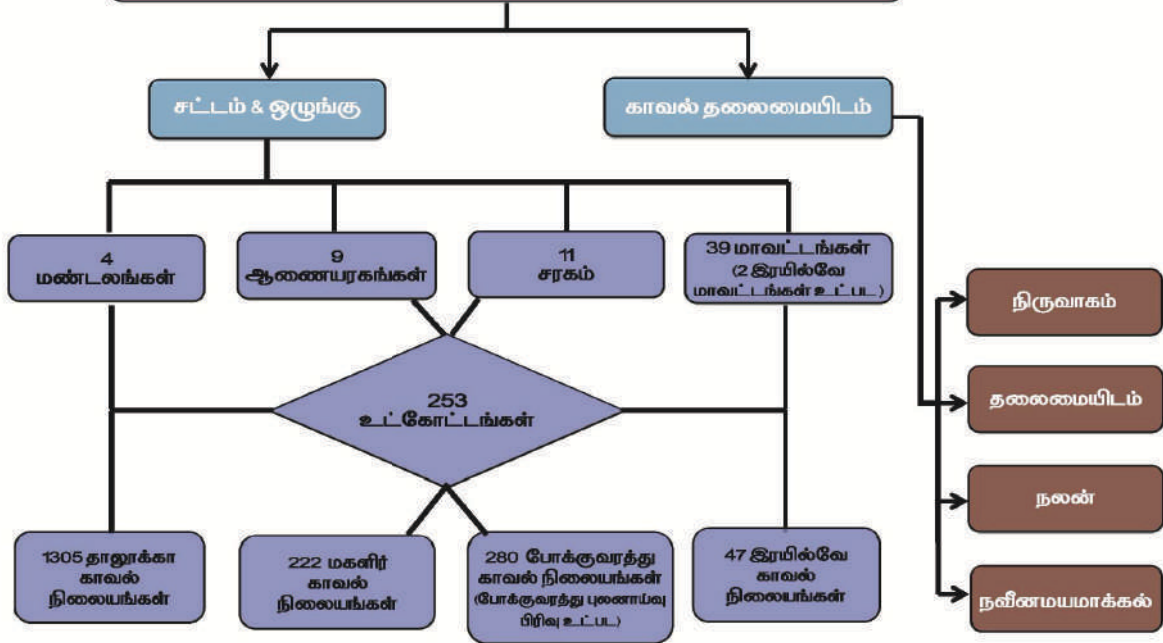 சட்டம் & ஒழுங்கு
காவல் தலைமையிடம்
4
மண்டலங்கள்
9
ஆணையரகங்கள்
11
சரகம்
39 மாவட்டங்கள்
(2 இரயில்வே
மாவட்டங்கள் உட்பட)
253
உட்கோட்டங்கள்
1305 தாலூக்கா
காவல்
நிலையங்கள்
222 மகளிர்
காவல்
நிலையங்கள்
280 போக்குவரத்து
காவல் நிலையங்கள்
(போக்குவரத்து புலனாய்வு
பிரிவு உட்பட)
47 இரயில்வே
காவல்
நிலையங்கள்
நிருவாகம்
தலைமையிடம்
நலன்
நவீனமயமாக்கல்